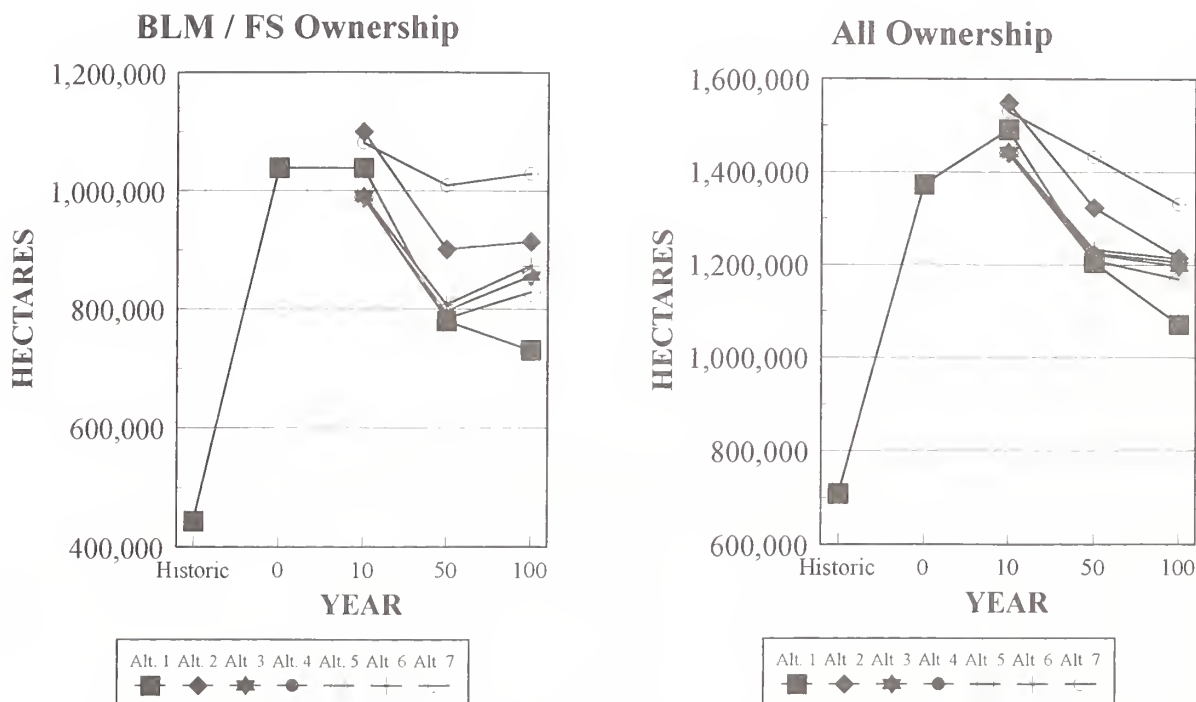 BLM / FS Ownership
1,200,000
1,000,000
800,000
600,000
400,000
HECTARES
Historic 0 10 50 100
YEAR
Alt. 1 Alt. 2 Alt 3 Alt. 4 Alt. 5 Alt 6 Alt 7
All Ownership
1,600,000
1,400,000
1,200,000
1,000,000
800,000
600,000
HECTARES
Historic 0 10 50 100
YEAR
Alt. 1 Alt. 2 Alt 3 Alt. 4 Alt. 5 Alt 6 Alt 7